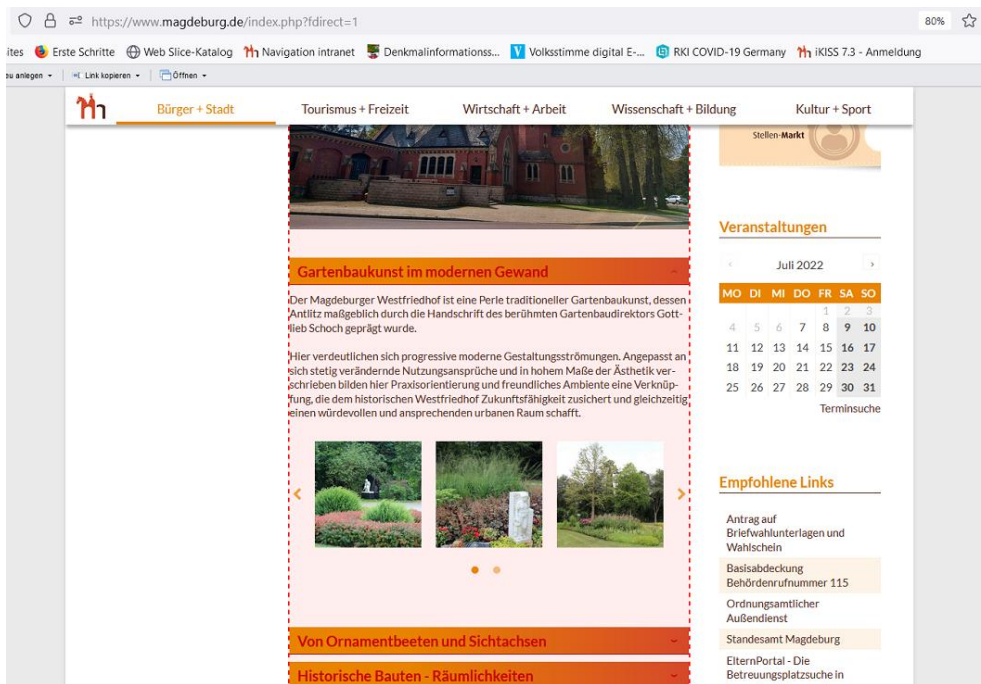 https://www.magdeburg.de/index.php?fdirect=1
80%
ites Erste Schritte Web Slice-Katalog Navigation intranet Denkmalinformationss... Volksstimme digital E-... RKI COVID-19 Germany iKISS 7.3 - Anmeldung
eu anlegen Link kopieren Öffnen
Bürger + Stadt Tourismus + Freizeit Wirtschaft + Arbeit Wissenschaft + Bildung Kultur + Sport
Gartenbaukunst im modernen Gewand
Der Magdeburger Westfriedhof ist eine Perle traditioneller Gartenbaukunst, dessen
Antlitz maßgeblich durch die Handschrift des berühmten Gartenbaudirektors Gott-
lieb Schoch geprägt wurde.
Hier verdeutlichen sich progressive moderne Gestaltungsströmungen. Angepasst an
sich stetig verändernde Nutzungsansprüche und in hohem Maße der Ästhetik ver-
schrieben bilden hier Praxisorientierung und freundliches Ambiente eine Verknüp-
fung, die dem historischen Westfriedhof Zukunftsfähigkeit zusichert und gleichzeitig
einen würdevollen und ansprechenden urbanen Raum schafft.
Von Ornamentbeeten und Sichtachsen
Historische Bauten - Räumlichkeiten
Stellen-Markt
Veranstaltungen
‹ Juli 2022 ›
MO DI MI DO FR SA SO
1 2 3
4 5 6 7 8 9 10
11 12 13 14 15 16 17
18 19 20 21 22 23 24
25 26 27 28 29 30 31
Terminsuche
Empfohlene Links
Antrag auf
Briefwahlunterlagen und
Wahlschein
Basisabdeckung
Behördenrufnummer 115
Ordnungsamtlicher
Außendienst
Standesamt Magdeburg
ElternPortal - Die
Betreuungsplatzsuche in